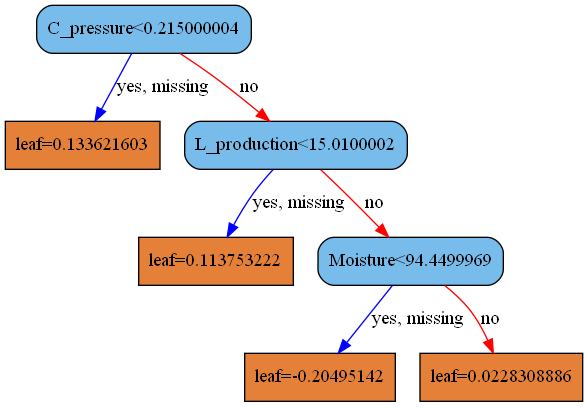 C_pressure<0.215000004
yes, missing
no
leaf=0.133621603
L_production<15.0100002
yes, missing
no
leaf=0.113753222
Moisture<94.4499969
yes, missing
no
leaf=-0.20495142
leaf=0.0228308886